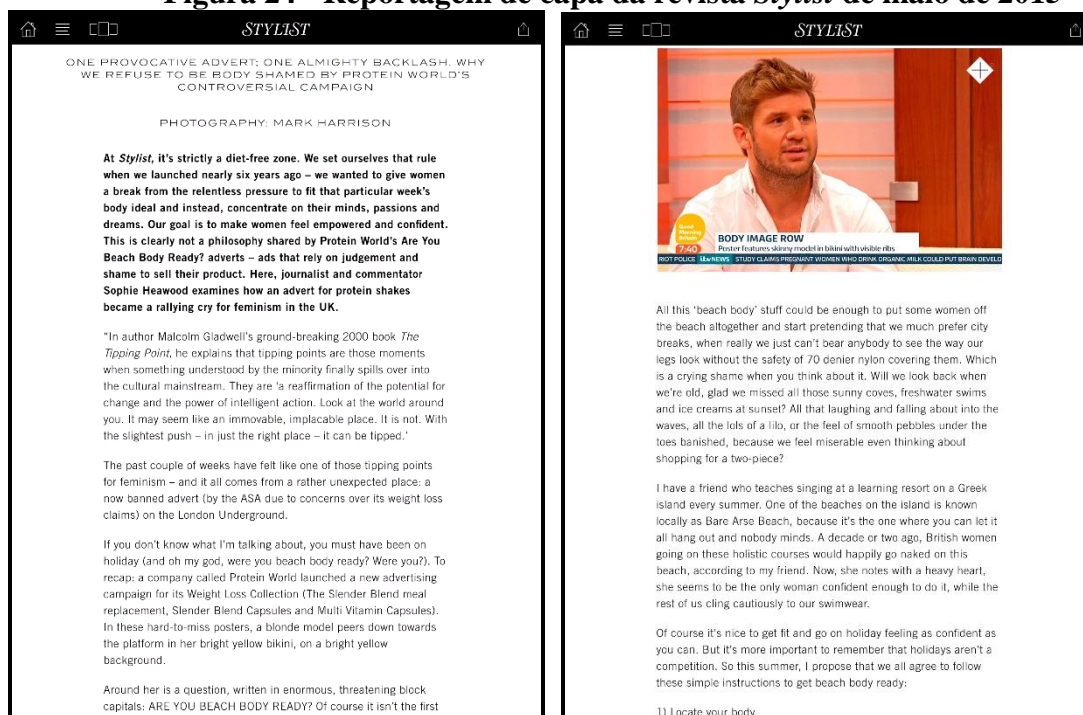 Figura 24 - Reportagem de capa da revista Stylist de maio de 2015
STYLIST
ONE PROVOCATIVE ADVERT; ONE ALMIGHTY BACKLASH. WHY
WE REFUSE TO BE BODY SHAMED BY PROTEIN WORLD'S
CONTROVERSIAL CAMPAIGN
PHOTOGRAPHY: MARK HARRISON
At Stylist, it's strictly a diet-free zone. We set ourselves that rule
when we launched nearly six years ago – we wanted to give women
a break from the relentless pressure to fit that particular week's
body ideal and instead, concentrate on their minds, passions and
dreams. Our goal is to make women feel empowered and confident.
This is clearly not a philosophy shared by Protein World's Are You
Beach Body Ready? adverts – ads that rely on judgement and
shame to sell their product. Here, journalist and commentator
Sophie Heawood examines how an advert for protein shakes
became a rallying cry for feminism in the UK.
"In author Malcolm Gladwell's ground-breaking 2000 book The
Tipping Point, he explains that tipping points are those moments
when something understood by the minority finally spills over into
the cultural mainstream. They are 'a reaffirmation of the potential for
change and the power of intelligent action. Look at the world around
you. It may seem like an immovable, implacable place. It is not. With
the slightest push – in just the right place – it can be tipped.'
The past couple of weeks have felt like one of those tipping points
for feminism – and it all comes from a rather unexpected place: a
now banned advert (by the ASA due to concerns over its weight loss
claims) on the London Underground.
If you don't know what I'm talking about, you must have been on
holiday (and oh my god, were you beach body ready? Were you?). To
recap: a company called Protein World launched a new advertising
campaign for its Weight Loss Collection (The Slender Blend meal
replacement, Slender Blend Capsules and Multi Vitamin Capsules).
In these hard-to-miss posters, a blonde model peers down towards
the platform in her bright yellow bikini, on a bright yellow
background.
Around her is a question, written in enormous, threatening block
capitals: ARE YOU BEACH BODY READY? Of course it isn't the first
STYLIST
Good
Morning
Britain
7:40
BODY IMAGE ROW
Poster features skinny model in bikini with visible ribs
RIOT POLICE itv NEWS STUDY CLAIMS PREGNANT WOMEN WHO DRINK ORGANIC MILK COULD PUT BRAIN DEVELO
All this 'beach body' stuff could be enough to put some women off
the beach altogether and start pretending that we much prefer city
breaks, when really we just can't bear anybody to see the way our
legs look without the safety of 70 denier nylon covering them. Which
is a crying shame when you think about it. Will we look back when
we're old, glad we missed all those sunny coves, freshwater swims
and ice creams at sunset? All that laughing and falling about into the
waves, all the lols of a lilo, or the feel of smooth pebbles under the
toes banished, because we feel miserable even thinking about
shopping for a two-piece?
I have a friend who teaches singing at a learning resort on a Greek
island every summer. One of the beaches on the island is known
locally as Bare Arse Beach, because it's the one where you can let it
all hang out and nobody minds. A decade or two ago, British women
going on these holistic courses would happily go naked on this
beach, according to my friend. Now, she notes with a heavy heart,
she seems to be the only woman confident enough to do it, while the
rest of us cling cautiously to our swimwear.
Of course it's nice to get fit and go on holiday feeling as confident as
you can. But it's more important to remember that holidays aren't a
competition. So this summer, I propose that we all agree to follow
these simple instructions to get beach body ready:
1) Locate your body